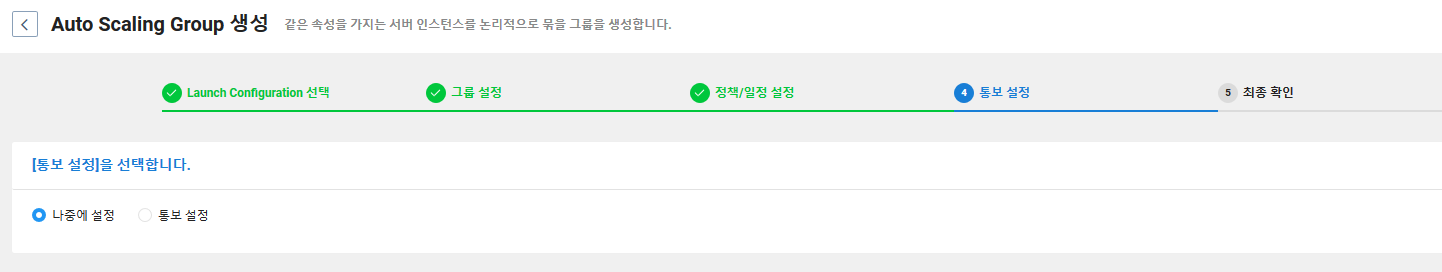 Auto Scaling Group 생성 같은 속성을 가지는 서버 인스턴스를 논리적으로 묶을 그룹을 생성합니다.
Launch Configuration 선택 그룹 설정 정책/일정 설정 4 통보 설정 5 최종 확인
[통보 설정]을 선택합니다.
나중에 설정 통보 설정